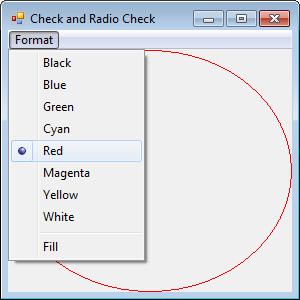 Check and Radio Check
Format
Black
Blue
Green
Cyan
Red
Magenta
Yellow
White
Fill